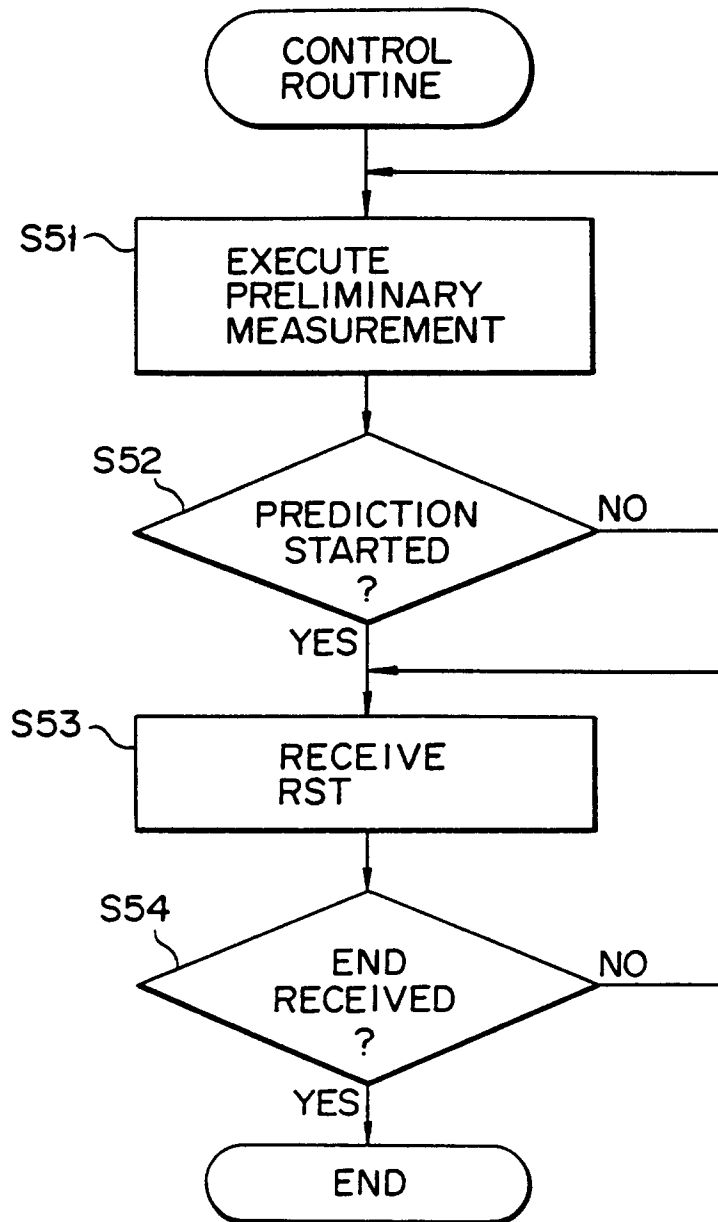 CONTROL
ROUTINE
S51
EXECUTE
PRELIMINARY
MEASUREMENT
S52
PREDICTION
STARTED
?
NO
YES
S53
RECEIVE
RST
S54
END
RECEIVED
?
NO
YES
END